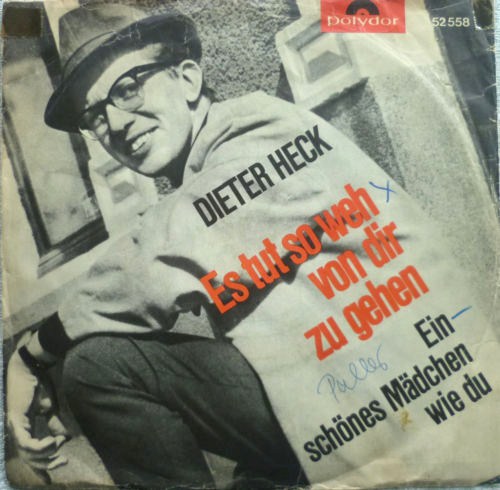 polydor
52 558
DIETER HECK
Es tut so weh
von dir
zu gehen
Ein
schönes Mädchen
wie du